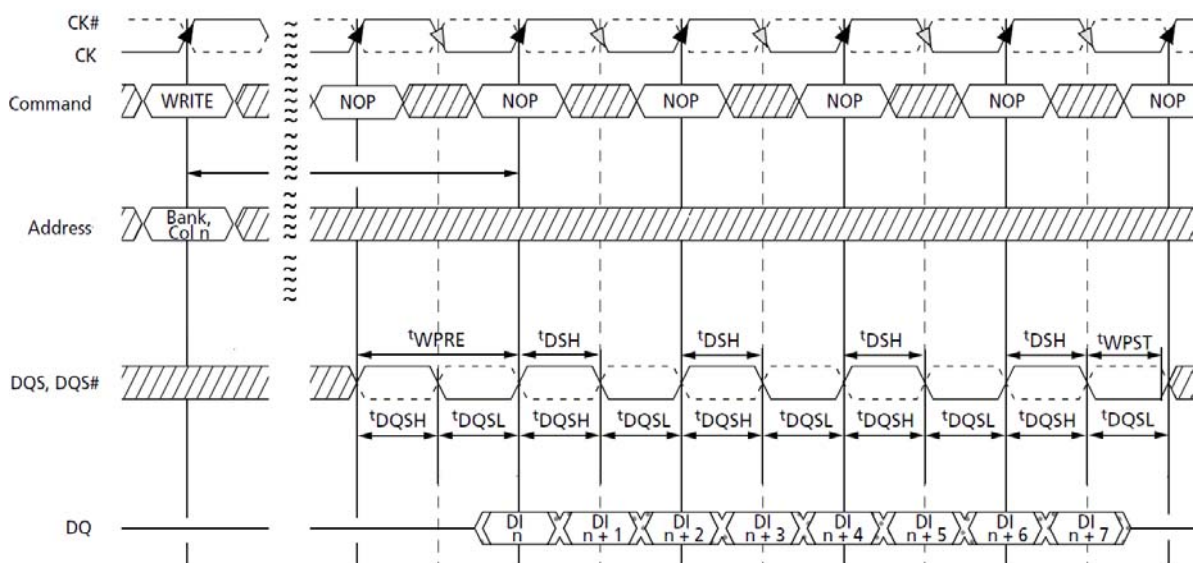 CK#
CK
Command WRITE NOP NOP NOP NOP NOP NOP
Address Bank,
Col n
tWPRE tDSH tDSH tDSH tDSH tWPST
DQS, DQS#
tDQSH tDQSL tDQSH tDQSL tDQSH tDQSL tDQSH tDQSL tDQSH tDQSL
DQ DI DI DI DI DI DI DI DI
n n + 1 n + 2 n + 3 n + 4 n + 5 n + 6 n + 7